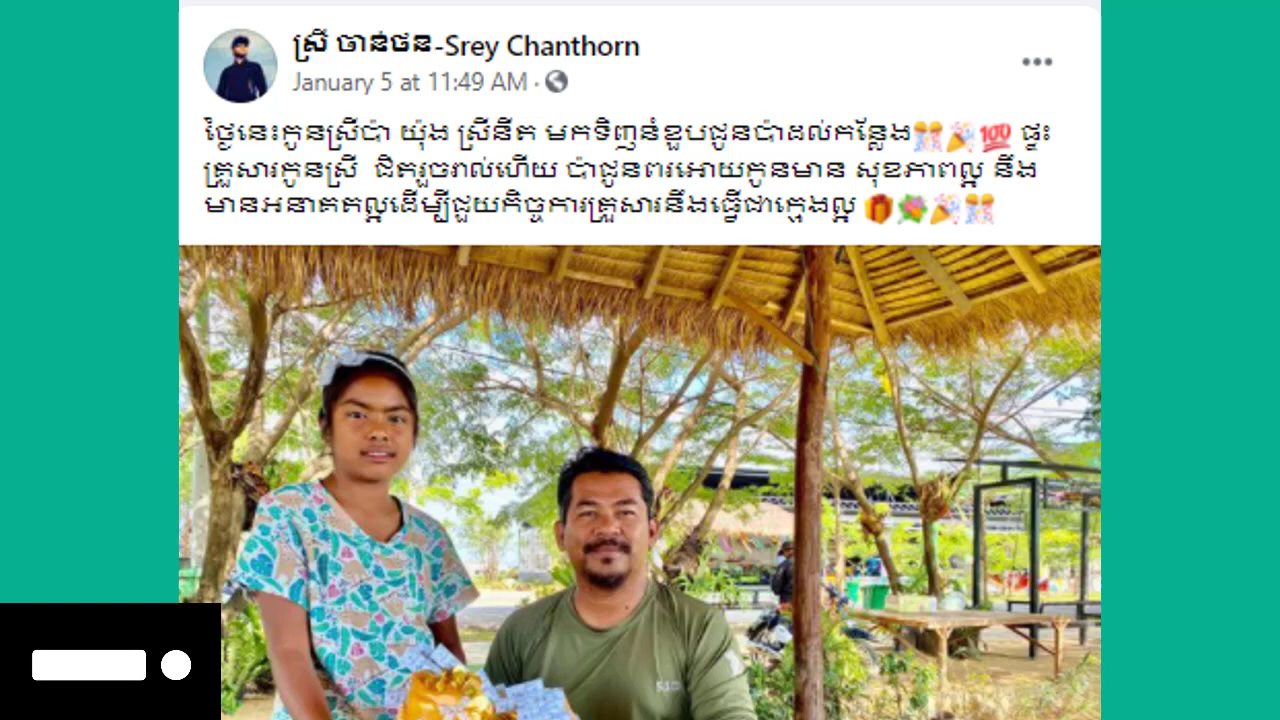 ស្រី ចាន់ថន-Srey Chanthorn
January 5 at 11:49 AM ·
ថ្ងៃនេះកូនស្រីប៉ា យ៉ុង ស្រីនីត មកទិញនំខួបជូនប៉ាដល់កន្លែង🎊🎉💯 ផ្ទះ
គ្រួសារកូនស្រី ជិតរួចរាល់ហើយ ប៉ាជូនពរអោយកូនមាន សុខភាពល្អ និង
មានអនាគតល្អដើម្បីជួយកិច្ចការគ្រួសារនឹងធ្វើជាក្មេងល្អ 🎁💐🎉🎊